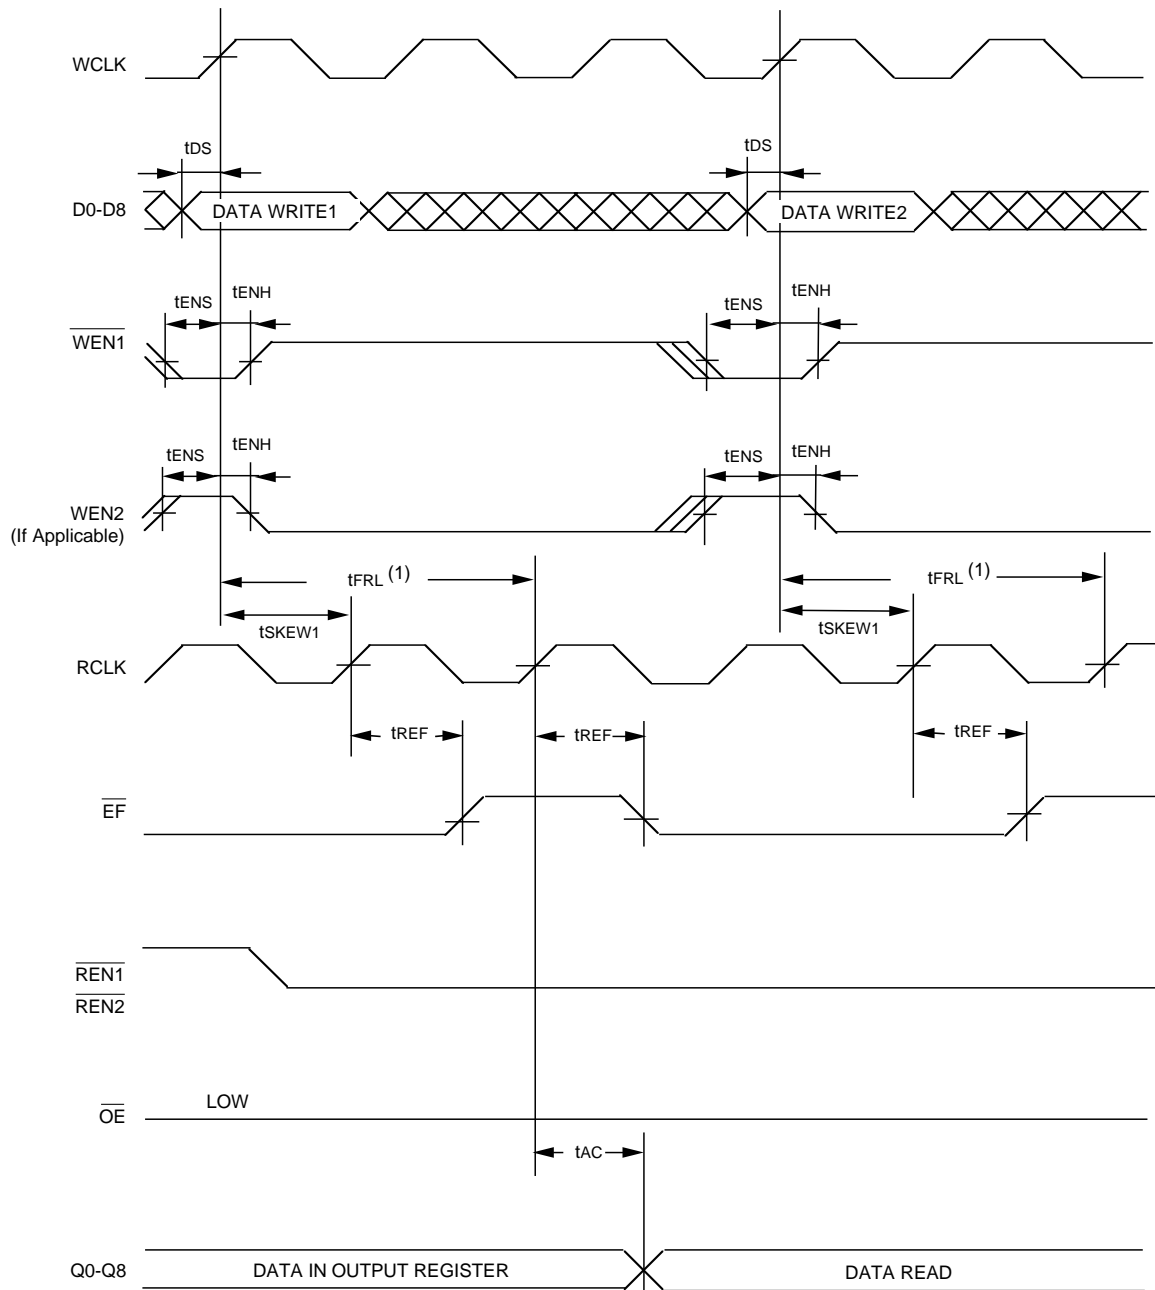 WCLK
tDS
tDS
D0-D8
DATA WRITE1
DATA WRITE2
tENS
tENH
tENS
tENH
WEN1
tENS
tENH
tENS
tENH
WEN2
(If Applicable)
tFRL (1)
tFRL (1)
tSKEW1
tSKEW1
RCLK
tREF
tREF
tREF
EF
REN1
REN2
LOW
OE
tAC
Q0-Q8
DATA IN OUTPUT REGISTER
DATA READ